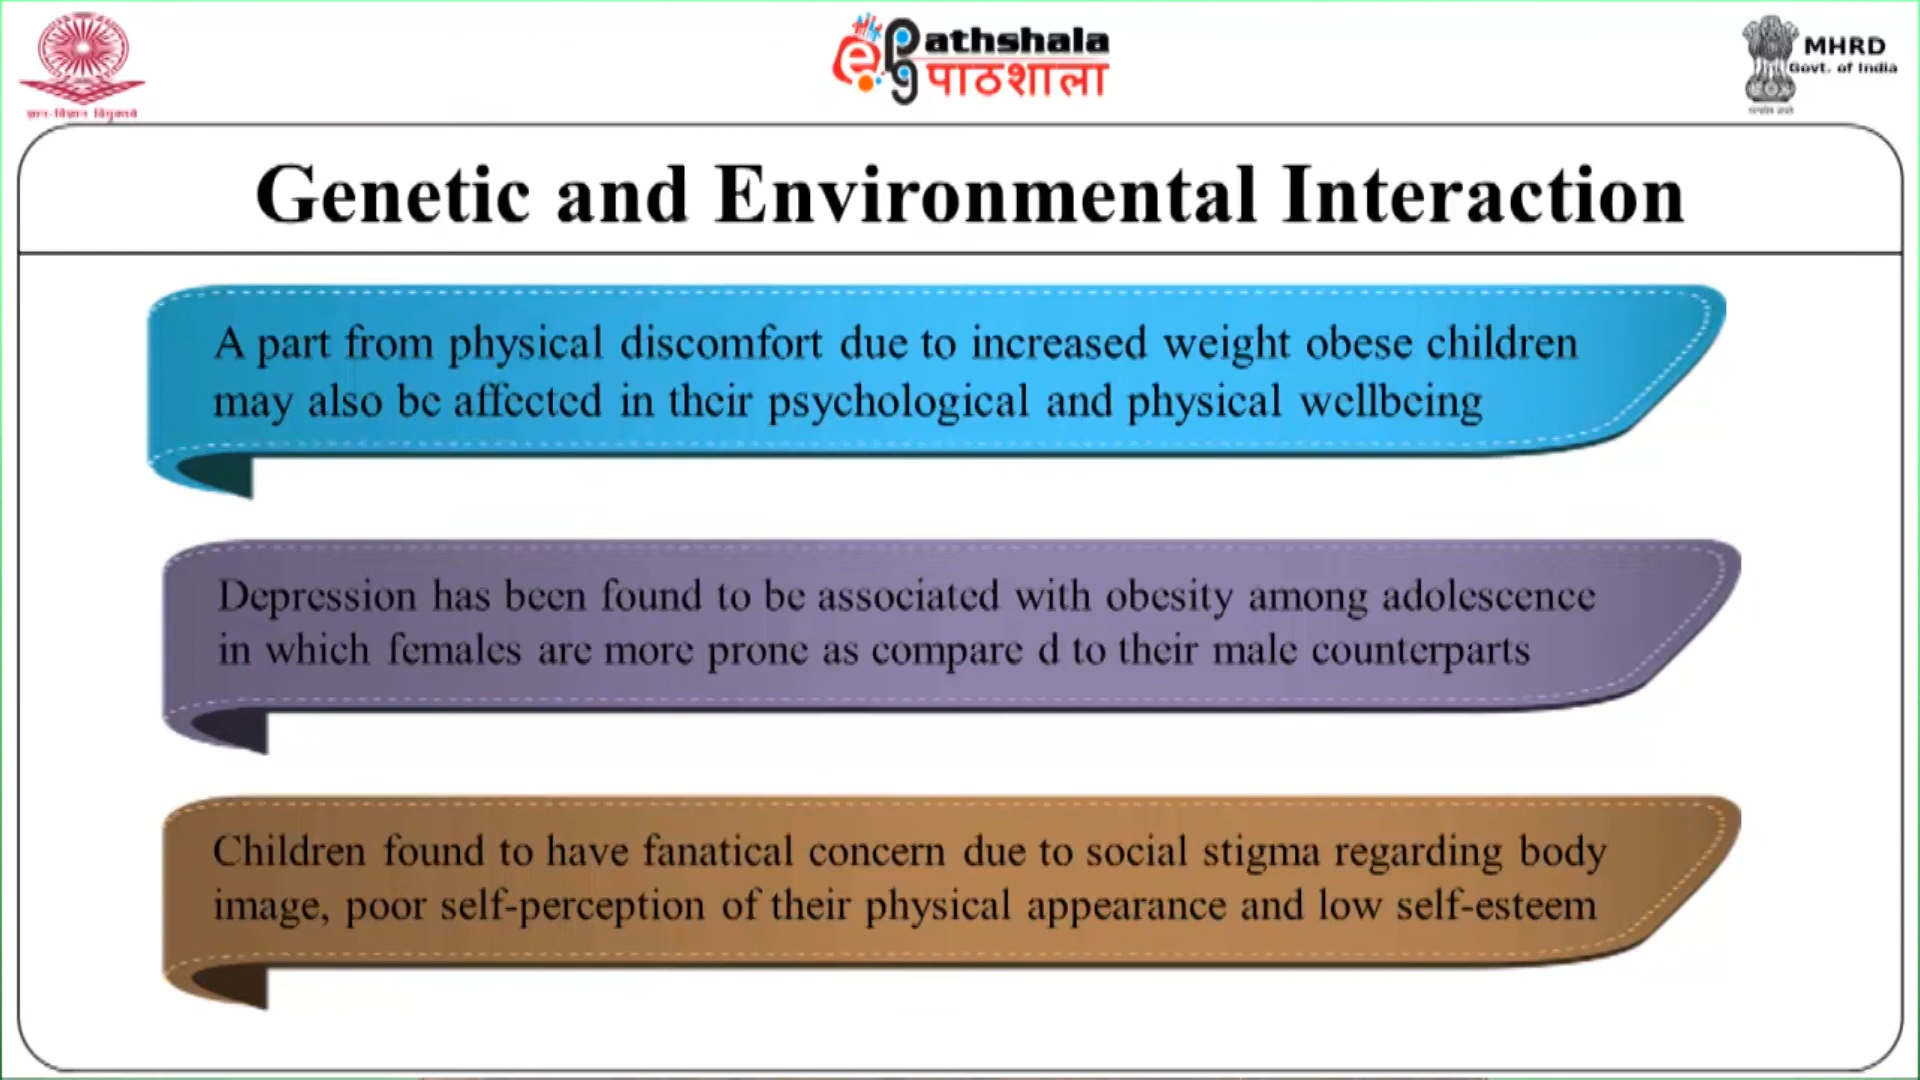 ज्ञान-विज्ञान विमुक्तये
ePGathshala
पाठशाला
MHRD
Govt. of India
Genetic and Environmental Interaction
A part from physical discomfort due to increased weight obese children
may also be affected in their psychological and physical wellbeing
Depression has been found to be associated with obesity among adolescence
in which females are more prone as compare d to their male counterparts
Children found to have fanatical concern due to social stigma regarding body
image, poor self-perception of their physical appearance and low self-esteem